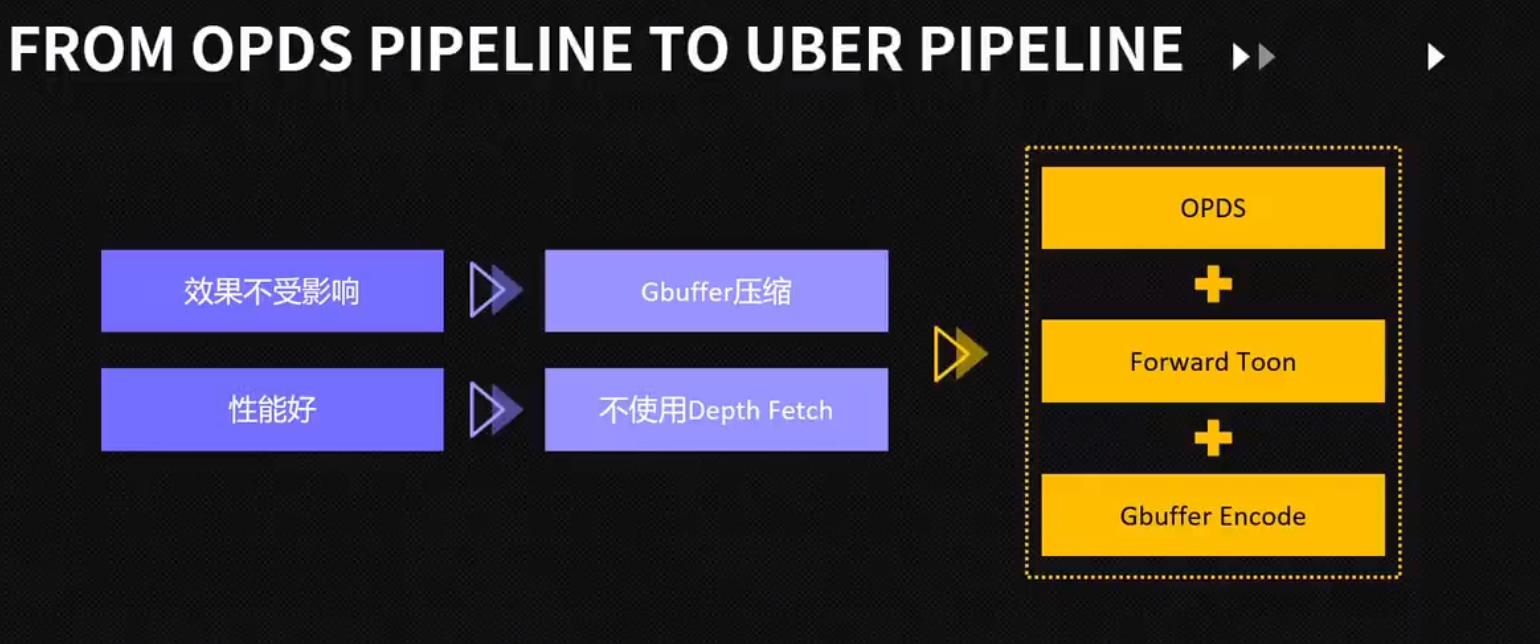 FROM OPDS PIPELINE TO UBER PIPELINE
效果不受影响
Gbuffer压缩
性能好
不使用Depth Fetch
OPDS
Forward Toon
Gbuffer Encode